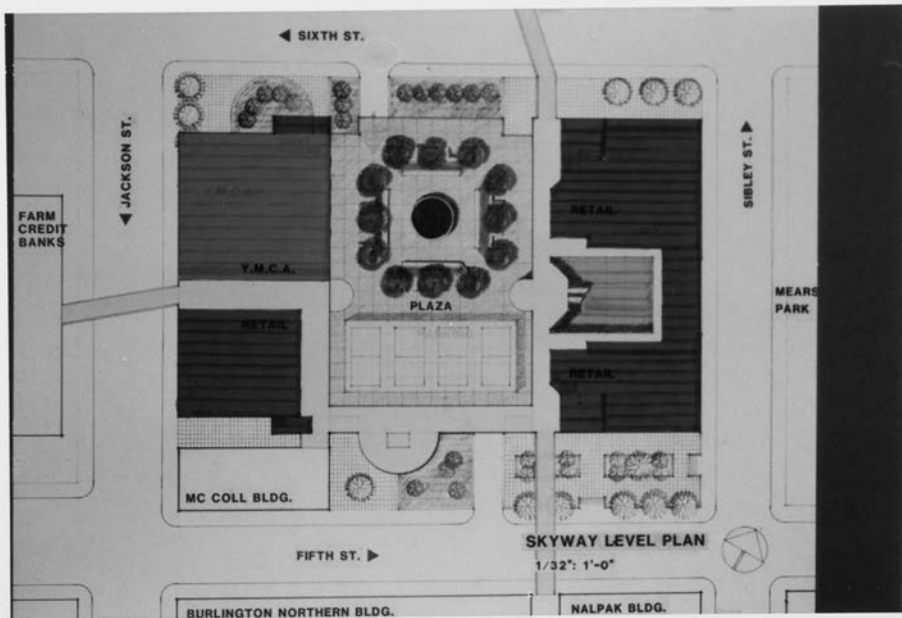 ◀ SIXTH ST.
◀ JACKSON ST.
SIBLEY ST. ▶
FARM
CREDIT
BANKS
RETAIL
Y.M.C.A.
MEARS
PARK
PLAZA
RETAIL
RETAIL
MC COLL BLDG.
SKYWAY LEVEL PLAN
1/32": 1'-0"
FIFTH ST. ▶
BURLINGTON NORTHERN BLDG.
NALPAK BLDG.